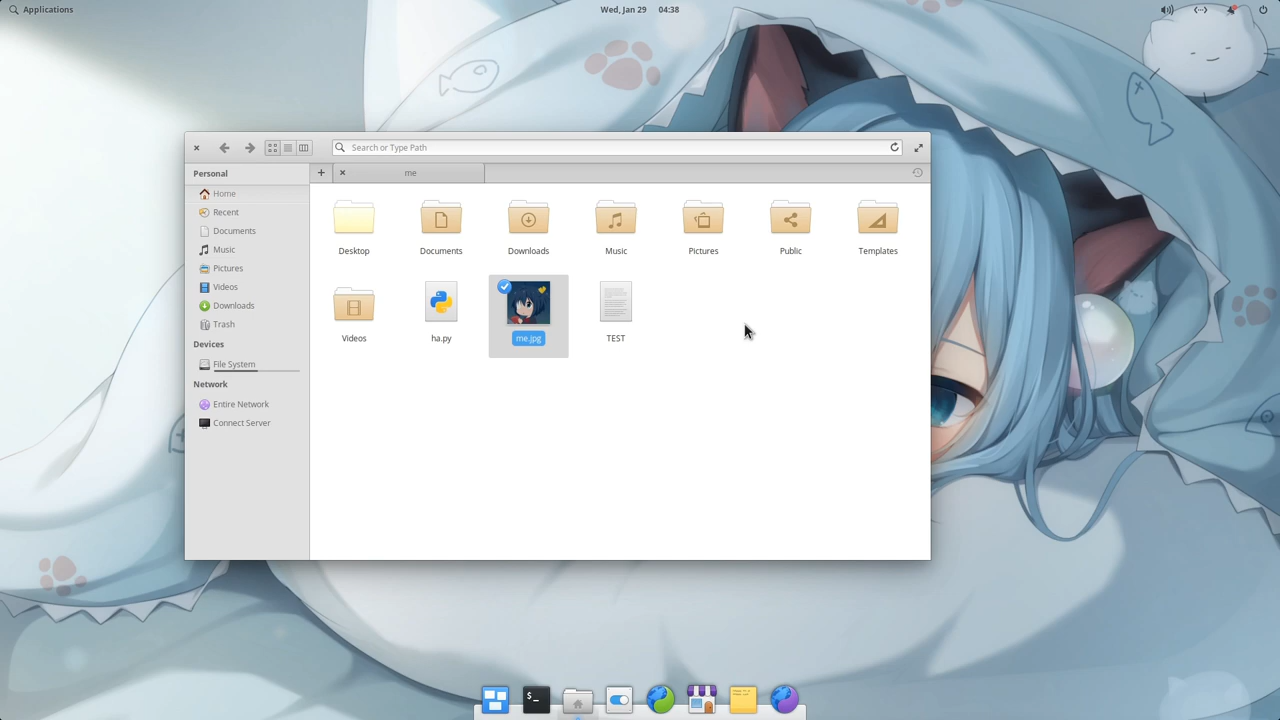 Applications
Wed, Jan 29 04:38
Search or Type Path
Personal
me
Home
Recent
Documents
Music
Pictures
Videos
Downloads
Trash
Devices
File System
Network
Entire Network
Connect Server
Desktop
Documents
Downloads
Music
Pictures
Public
Templates
Videos
ha.py
me.jpg
TEST